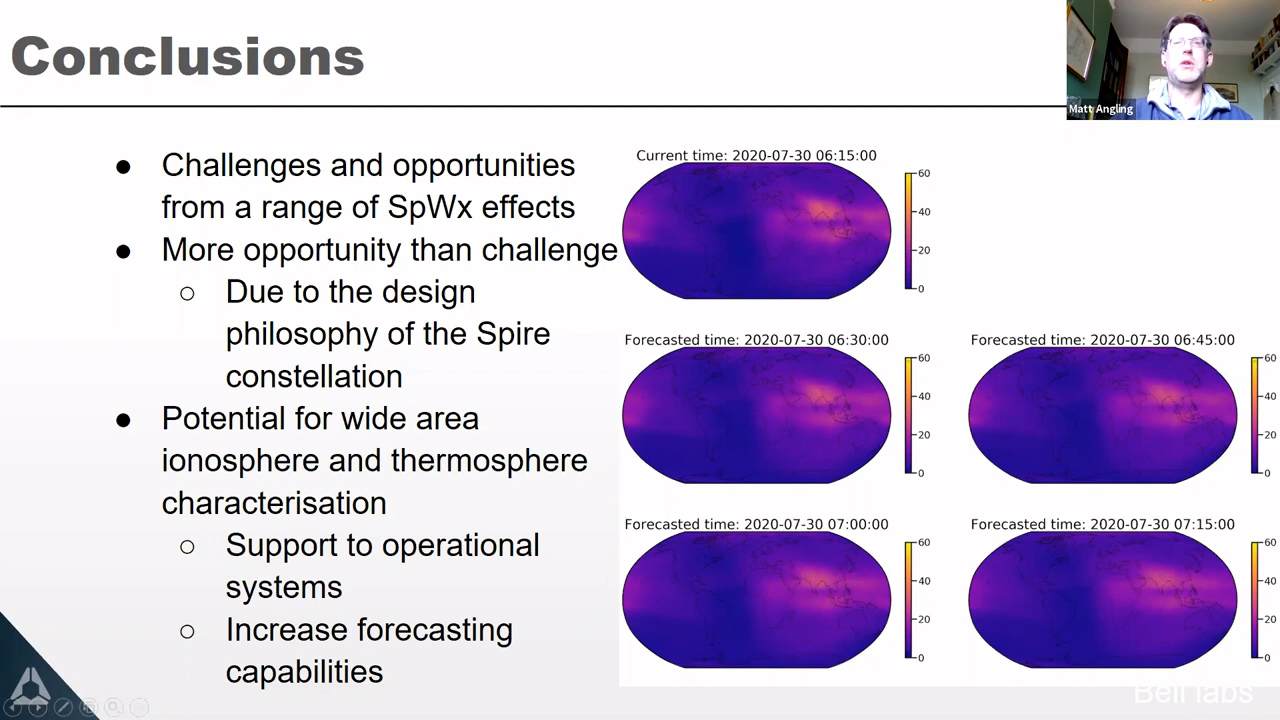 Conclusions
Matt Angling
● Challenges and opportunities
from a range of SpWx effects
● More opportunity than challenge
○ Due to the design
philosophy of the Spire
constellation
● Potential for wide area
ionosphere and thermosphere
characterisation
○ Support to operational
systems
○ Increase forecasting
capabilities
Current time: 2020-07-30 06:15:00
60
40
20
0
Forecasted time: 2020-07-30 06:30:00
60
40
20
0
Forecasted time: 2020-07-30 06:45:00
60
40
20
0
Forecasted time: 2020-07-30 07:00:00
60
40
20
0
Forecasted time: 2020-07-30 07:15:00
60
40
20
0
Bell labs